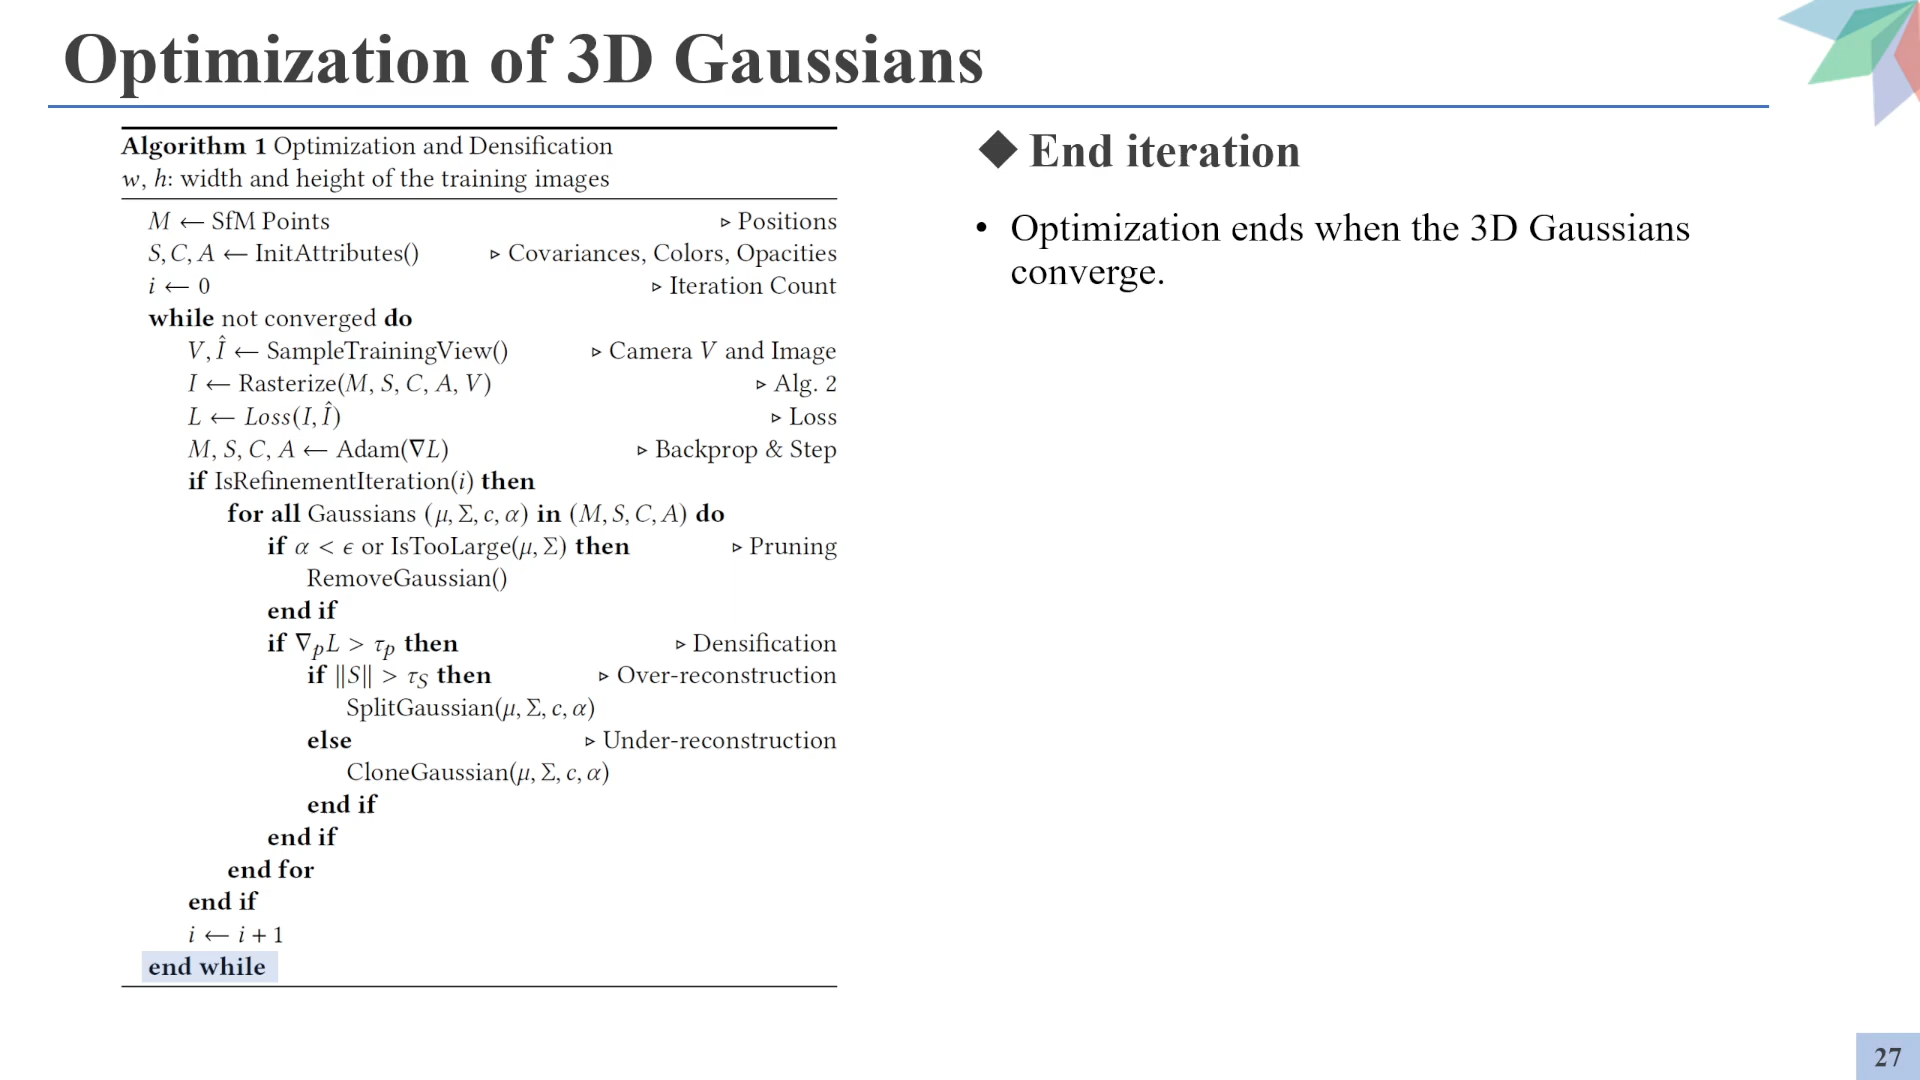 Optimization of 3D Gaussians
Algorithm 1 Optimization and Densification
w, h: width and height of the training images
M ← SfM Points ▹ Positions
S, C, A ← InitAttributes() ▹ Covariances, Colors, Opacities
i ← 0 ▹ Iteration Count
while not converged do
V, Î ← SampleTrainingView() ▹ Camera V and Image
I ← Rasterize(M, S, C, A, V) ▹ Alg. 2
L ← Loss(I, Î) ▹ Loss
M, S, C, A ← Adam(∇L) ▹ Backprop & Step
if IsRefinementIteration(i) then
for all Gaussians (μ, Σ, c, α) in (M, S, C, A) do
if α < ϵ or IsTooLarge(μ, Σ) then ▹ Pruning
RemoveGaussian()
end if
if ∇pL > τp then ▹ Densification
if ‖S‖ > τS then ▹ Over-reconstruction
SplitGaussian(μ, Σ, c, α)
else ▹ Under-reconstruction
CloneGaussian(μ, Σ, c, α)
end if
end if
end for
end if
i ← i + 1
end while
◆ End iteration
• Optimization ends when the 3D Gaussians
converge.
27